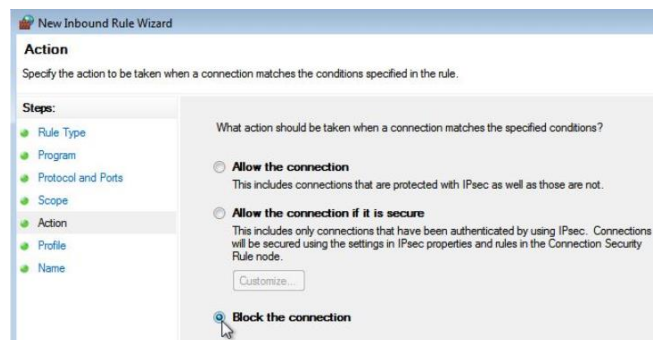 New Inbound Rule Wizard
Action
Specify the action to be taken when a connection matches the conditions specified in the rule.
Steps:
Rule Type
Program
Protocol and Ports
Scope
Action
Profile
Name
What action should be taken when a connection matches the specified conditions?
Allow the connection
This includes connections that are protected with IPsec as well as those are not.
Allow the connection if it is secure
This includes only connections that have been authenticated by using IPsec. Connections
will be secured using the settings in IPsec properties and rules in the Connection Security
Rule node.
Customize...
Block the connection